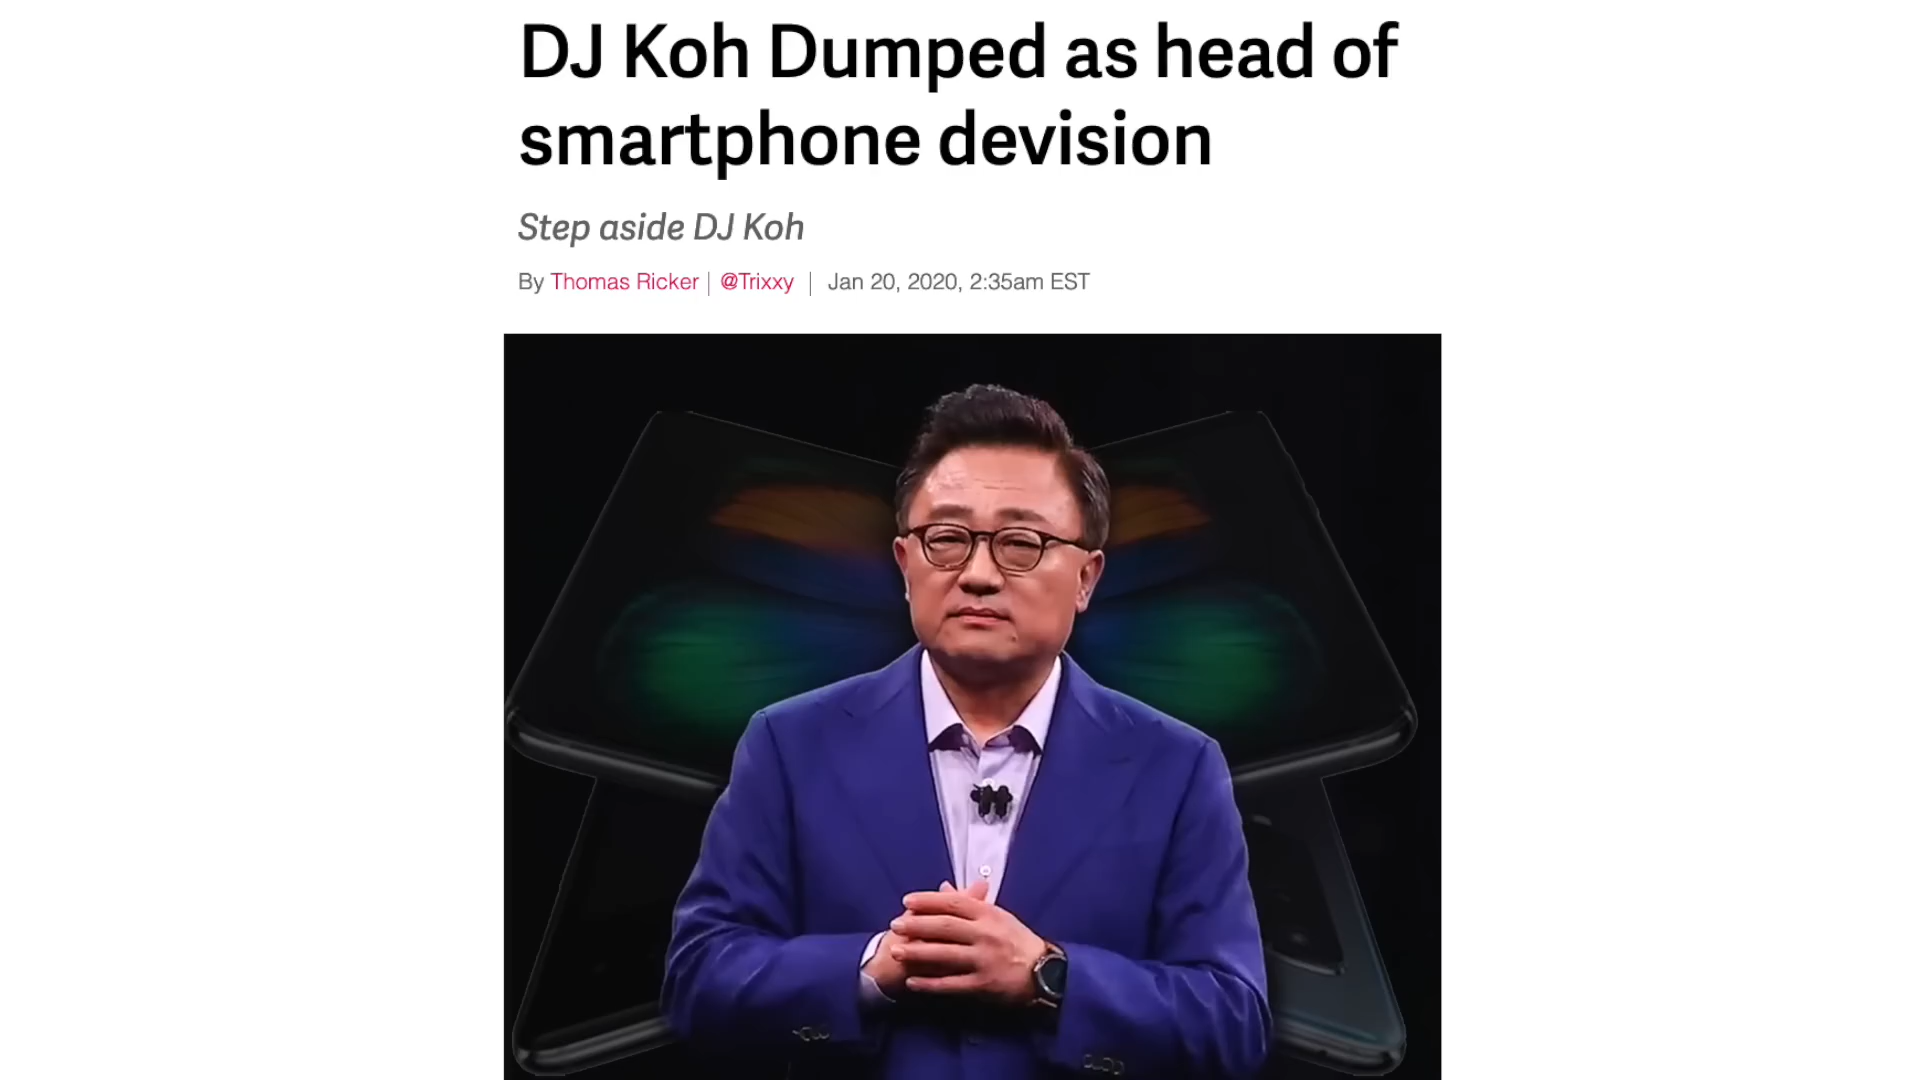 DJ Koh Dumped as head of
smartphone devision
Step aside DJ Koh
By Thomas Ricker | @Trixxy | Jan 20, 2020, 2:35am EST